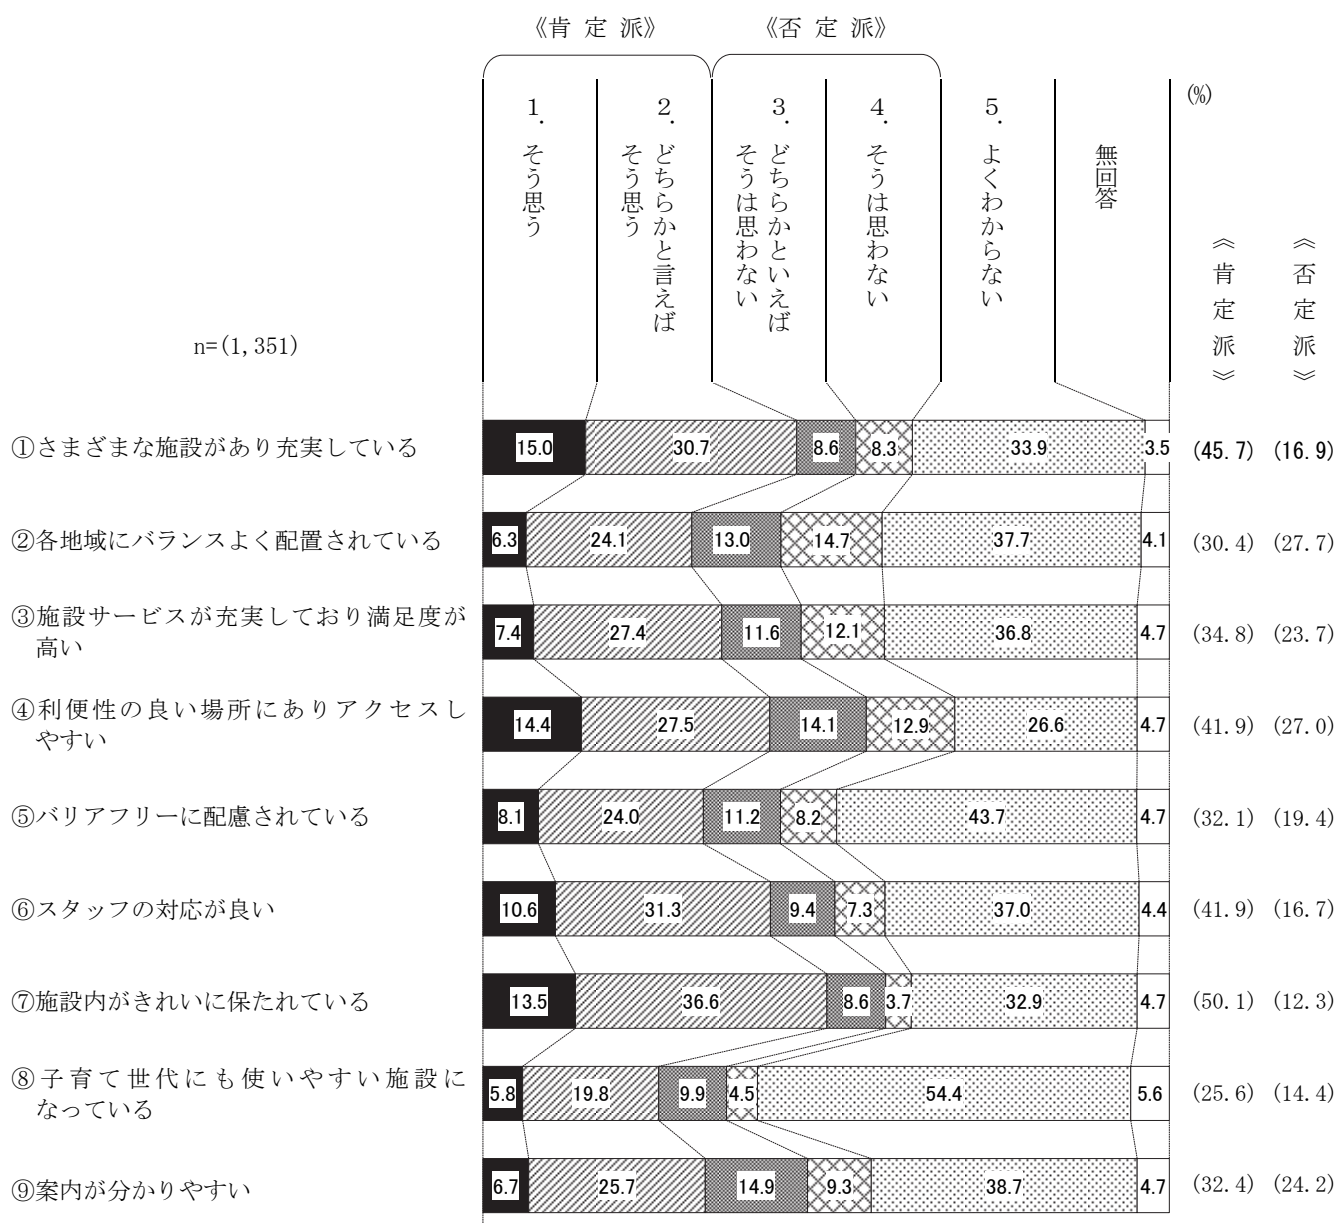 《肯 定 派》 《否 定 派》
(%)
1. そう思う
2. どちらかと言えば
そう思う
3. どちらかといえば
そうは思わない
4. そうは思わない
5. よくわからない
無回答
《肯定派》
《否定派》
n=(1,351)
①さまざまな施設があり充実している 15.0 30.7 8.6 8.3 33.9 3.5 (45.7) (16.9)
②各地域にバランスよく配置されている 6.3 24.1 13.0 14.7 37.7 4.1 (30.4) (27.7)
③施設サービスが充実しており満足度が
高い 7.4 27.4 11.6 12.1 36.8 4.7 (34.8) (23.7)
④利便性の良い場所にありアクセスし
やすい 14.4 27.5 14.1 12.9 26.6 4.7 (41.9) (27.0)
⑤バリアフリーに配慮されている 8.1 24.0 11.2 8.2 43.7 4.7 (32.1) (19.4)
⑥スタッフの対応が良い 10.6 31.3 9.4 7.3 37.0 4.4 (41.9) (16.7)
⑦施設内がきれいに保たれている 13.5 36.6 8.6 3.7 32.9 4.7 (50.1) (12.3)
⑧子育て世代にも使いやすい施設に
なっている 5.8 19.8 9.9 4.5 54.4 5.6 (25.6) (14.4)
⑨案内が分かりやすい 6.7 25.7 14.9 9.3 38.7 4.7 (32.4) (24.2)